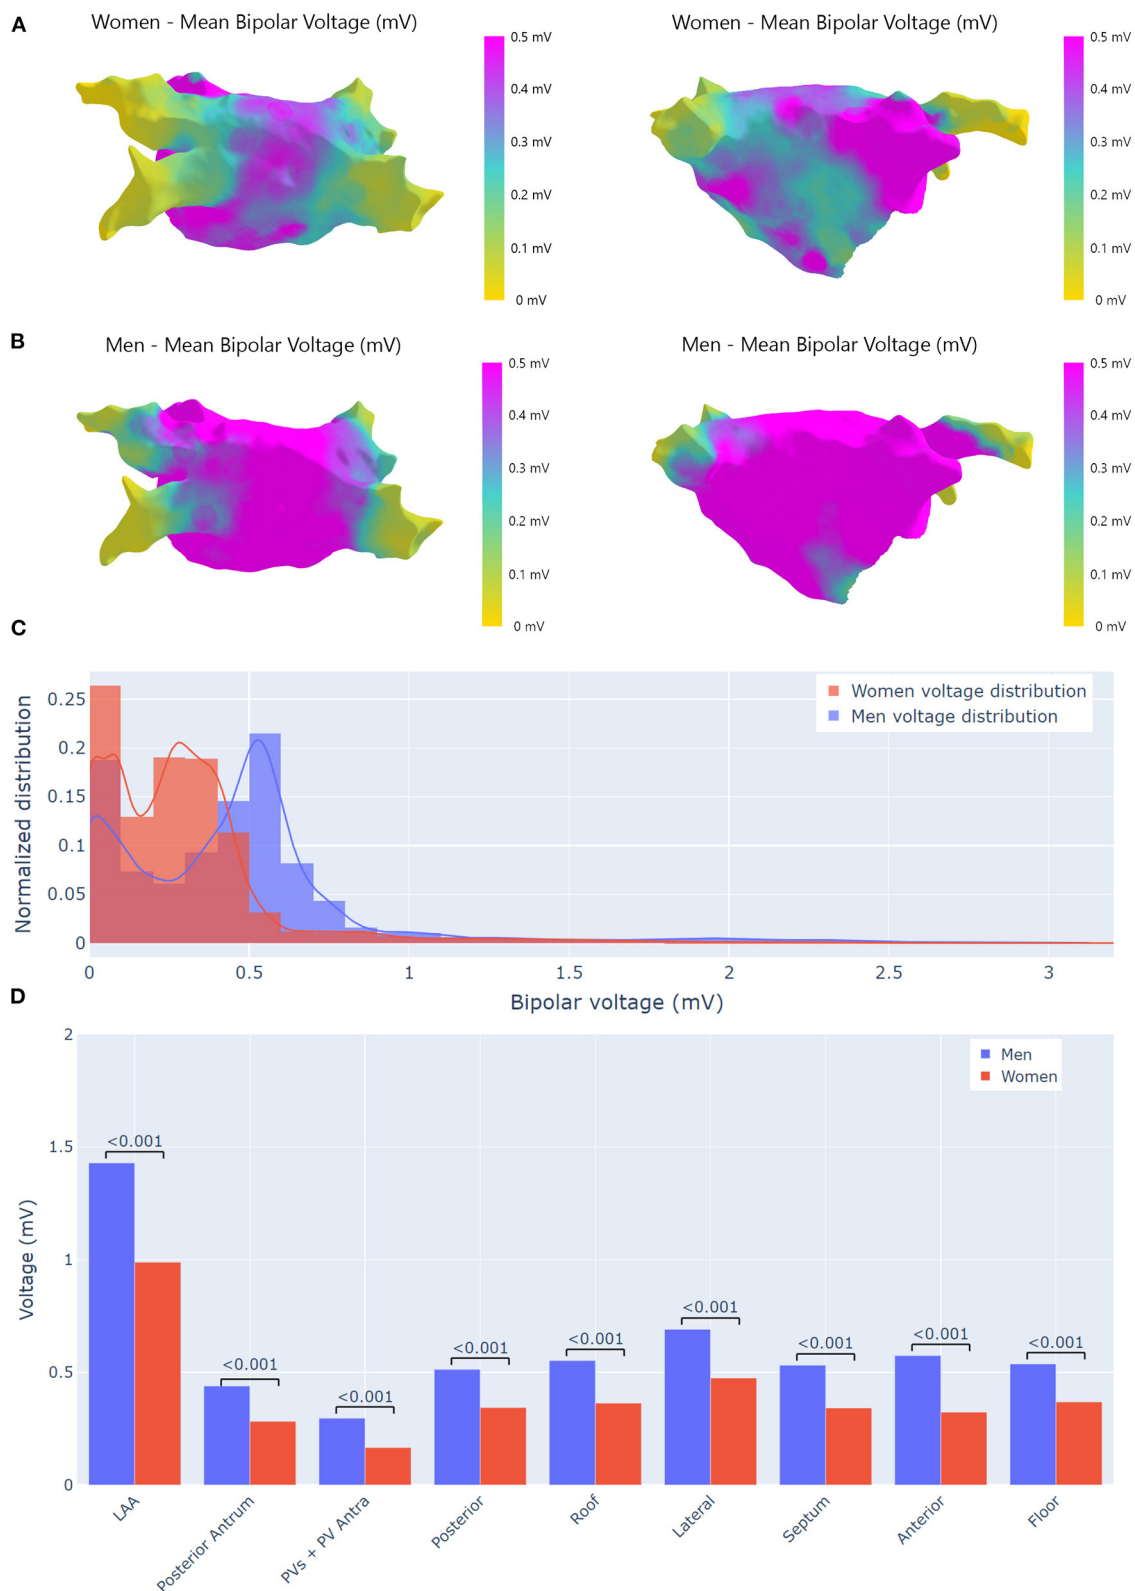 A
Women - Mean Bipolar Voltage (mV)
0.5 mV
0.4 mV
0.3 mV
0.2 mV
0.1 mV
0 mV
Women - Mean Bipolar Voltage (mV)
0.5 mV
0.4 mV
0.3 mV
0.2 mV
0.1 mV
0 mV
B
Men - Mean Bipolar Voltage (mV)
0.5 mV
0.4 mV
0.3 mV
0.2 mV
0.1 mV
0 mV
Men - Mean Bipolar Voltage (mV)
0.5 mV
0.4 mV
0.3 mV
0.2 mV
0.1 mV
0 mV
C
Normalized distribution
0.25
0.2
0.15
0.1
0.05
0
Women voltage distribution
Men voltage distribution
0
0.5
1
1.5
2
2.5
3
Bipolar voltage (mV)
D
Voltage (mV)
2
1.5
1
0.5
0
Men
Women
<0.001
<0.001
<0.001
<0.001
<0.001
<0.001
<0.001
<0.001
<0.001
LAA
Posterior Antrum
PVs + PV Antra
Posterior
Roof
Lateral
Septum
Anterior
Floor